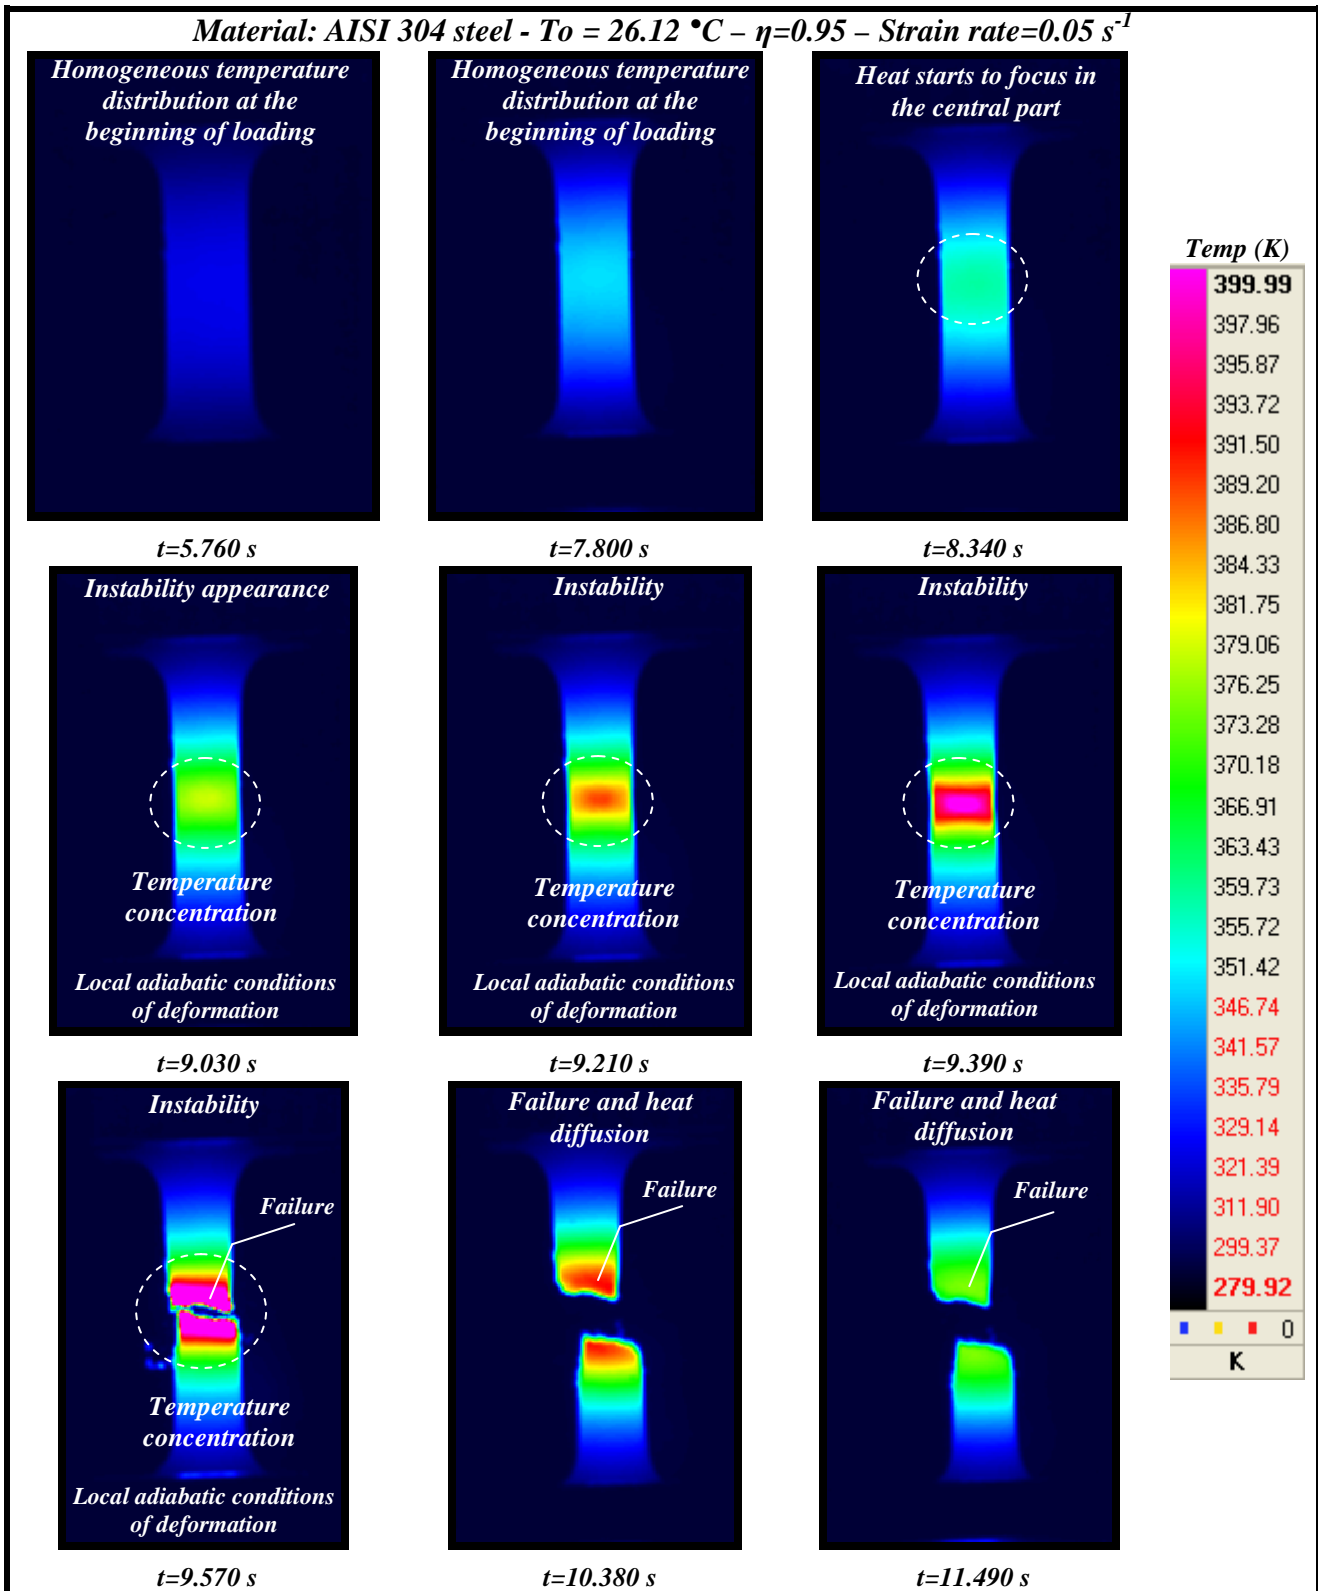 Material: AISI 304 steel - To = 26.12 °C – η=0.95 – Strain rate=0.05 s-1
Homogeneous temperature
distribution at the
beginning of loading
t=5.760 s
Homogeneous temperature
distribution at the
beginning of loading
t=7.800 s
Heat starts to focus in
the central part
t=8.340 s
Instability appearance
Temperature
concentration
Local adiabatic conditions
of deformation
t=9.030 s
Instability
Temperature
concentration
Local adiabatic conditions
of deformation
t=9.210 s
Instability
Temperature
concentration
Local adiabatic conditions
of deformation
t=9.390 s
Instability
Failure
Temperature
concentration
Local adiabatic conditions
of deformation
t=9.570 s
Failure and heat
diffusion
Failure
t=10.380 s
Failure and heat
diffusion
Failure
t=11.490 s
Temp (K)
399.99
397.96
395.87
393.72
391.50
389.20
386.80
384.33
381.75
379.06
376.25
373.28
370.18
366.91
363.43
359.73
355.72
351.42
346.74
341.57
335.79
329.14
321.39
311.90
299.37
279.92
0
K